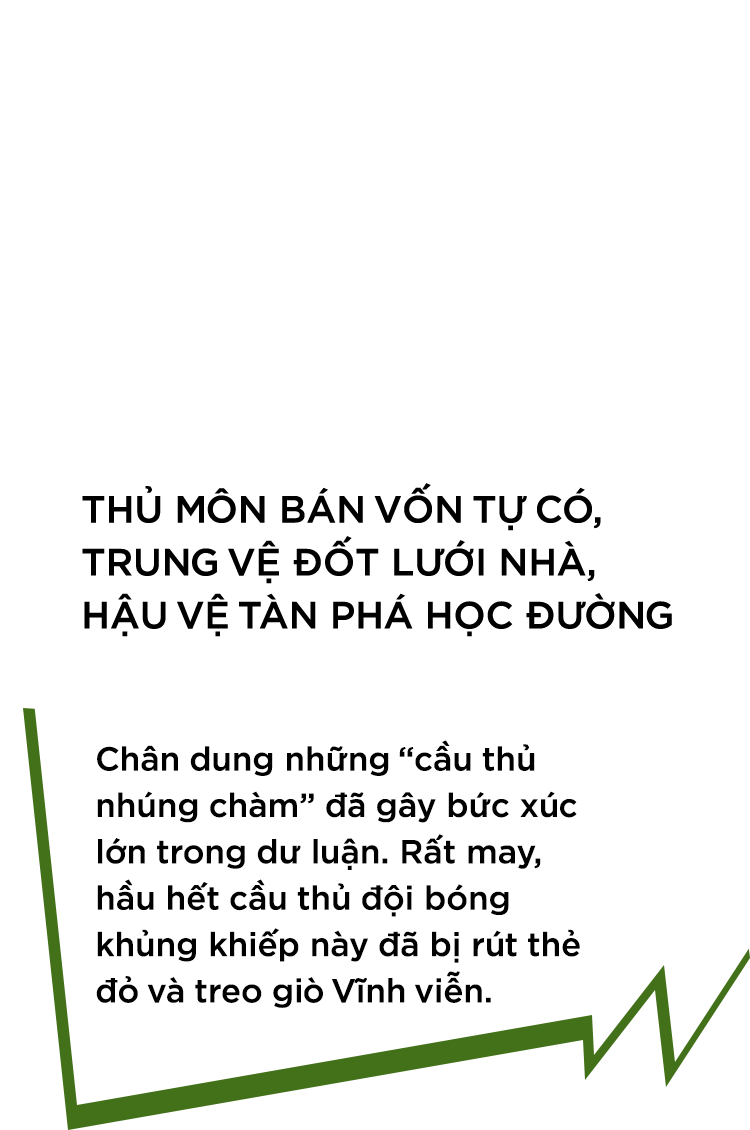 THỦ MÔN BÁN VỐN TỰ CÓ,
TRUNG VỆ ĐỐT LƯỚI NHÀ,
HẬU VỆ TÀN PHÁ HỌC ĐƯỜNG
Chân dung những “cầu thủ
nhúng chàm” đã gây bức xúc
lớn trong dư luận. Rất may,
hầu hết cầu thủ đội bóng
khủng khiếp này đã bị rút thẻ
đỏ và treo giò Vĩnh viễn.